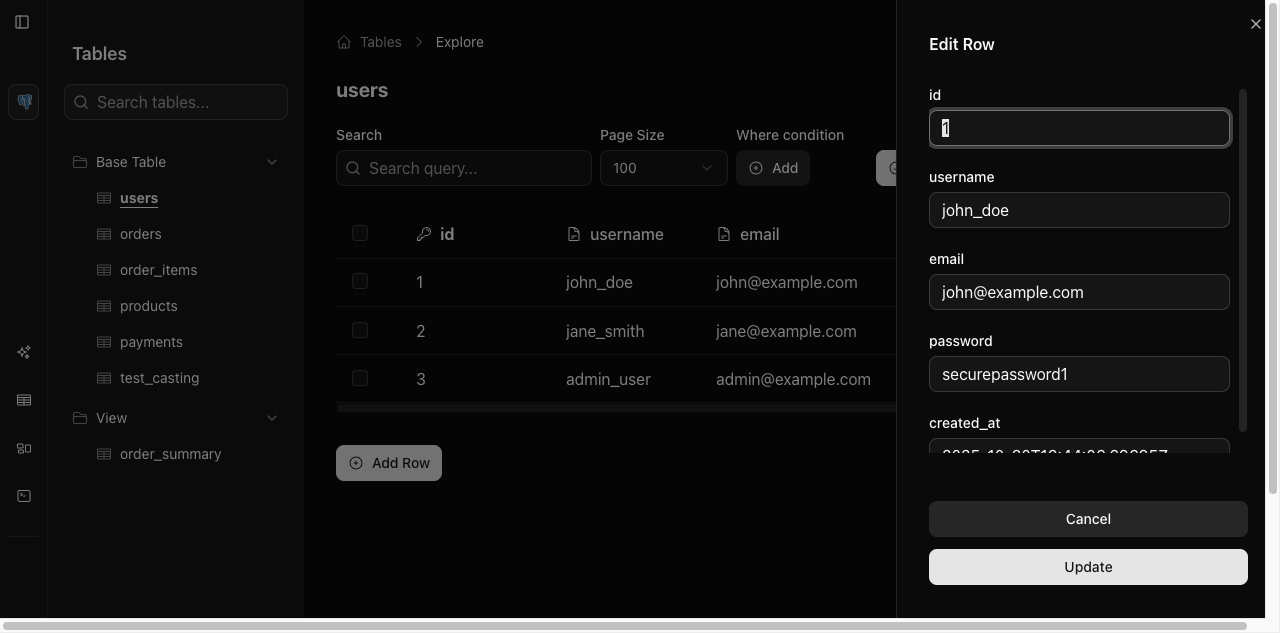 Tables
Search tables...
Base Table
users
orders
order_items
products
payments
test_casting
View
order_summary
Tables
Explore
users
Search
Page Size
Where condition
Search query...
100
Add
id
username
email
1
john_doe
john@example.com
2
jane_smith
jane@example.com
3
admin_user
admin@example.com
Add Row
Edit Row
id
1
username
john_doe
email
john@example.com
password
securepassword1
created_at
Cancel
Update